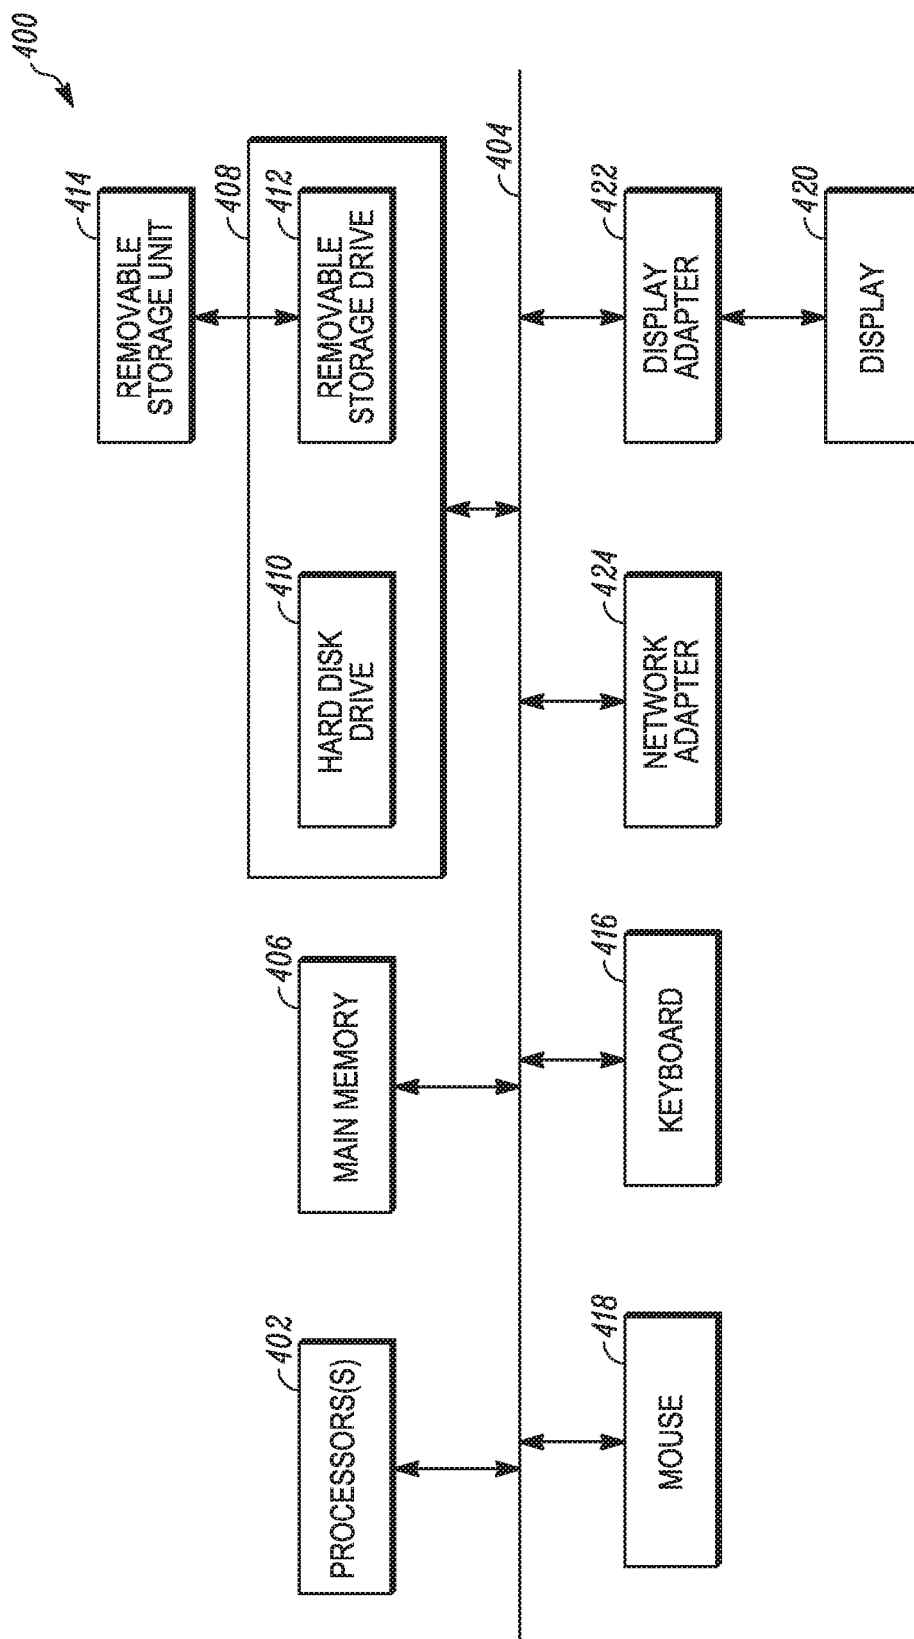 400
PROCESSORS(S)
402
MAIN MEMORY
406
HARD DISK
DRIVE
410
REMOVABLE
STORAGE UNIT
414
408
REMOVABLE
STORAGE DRIVE
412
404
MOUSE
418
KEYBOARD
416
NETWORK
ADAPTER
424
DISPLAY
ADAPTER
422
DISPLAY
420